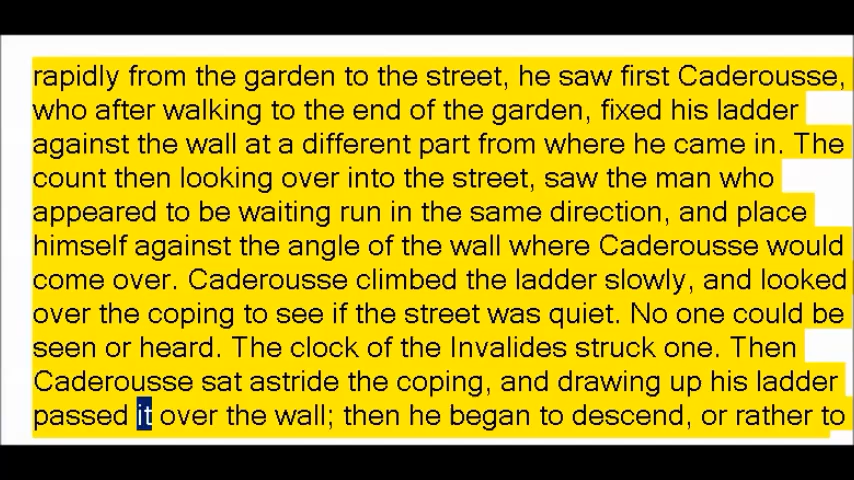 rapidly from the garden to the street, he saw first Caderousse,
who after walking to the end of the garden, fixed his ladder
against the wall at a different part from where he came in. The
count then looking over into the street, saw the man who
appeared to be waiting run in the same direction, and place
himself against the angle of the wall where Caderousse would
come over. Caderousse climbed the ladder slowly, and looked
over the coping to see if the street was quiet. No one could be
seen or heard. The clock of the Invalides struck one. Then
Caderousse sat astride the coping, and drawing up his ladder
passed it over the wall; then he began to descend, or rather to